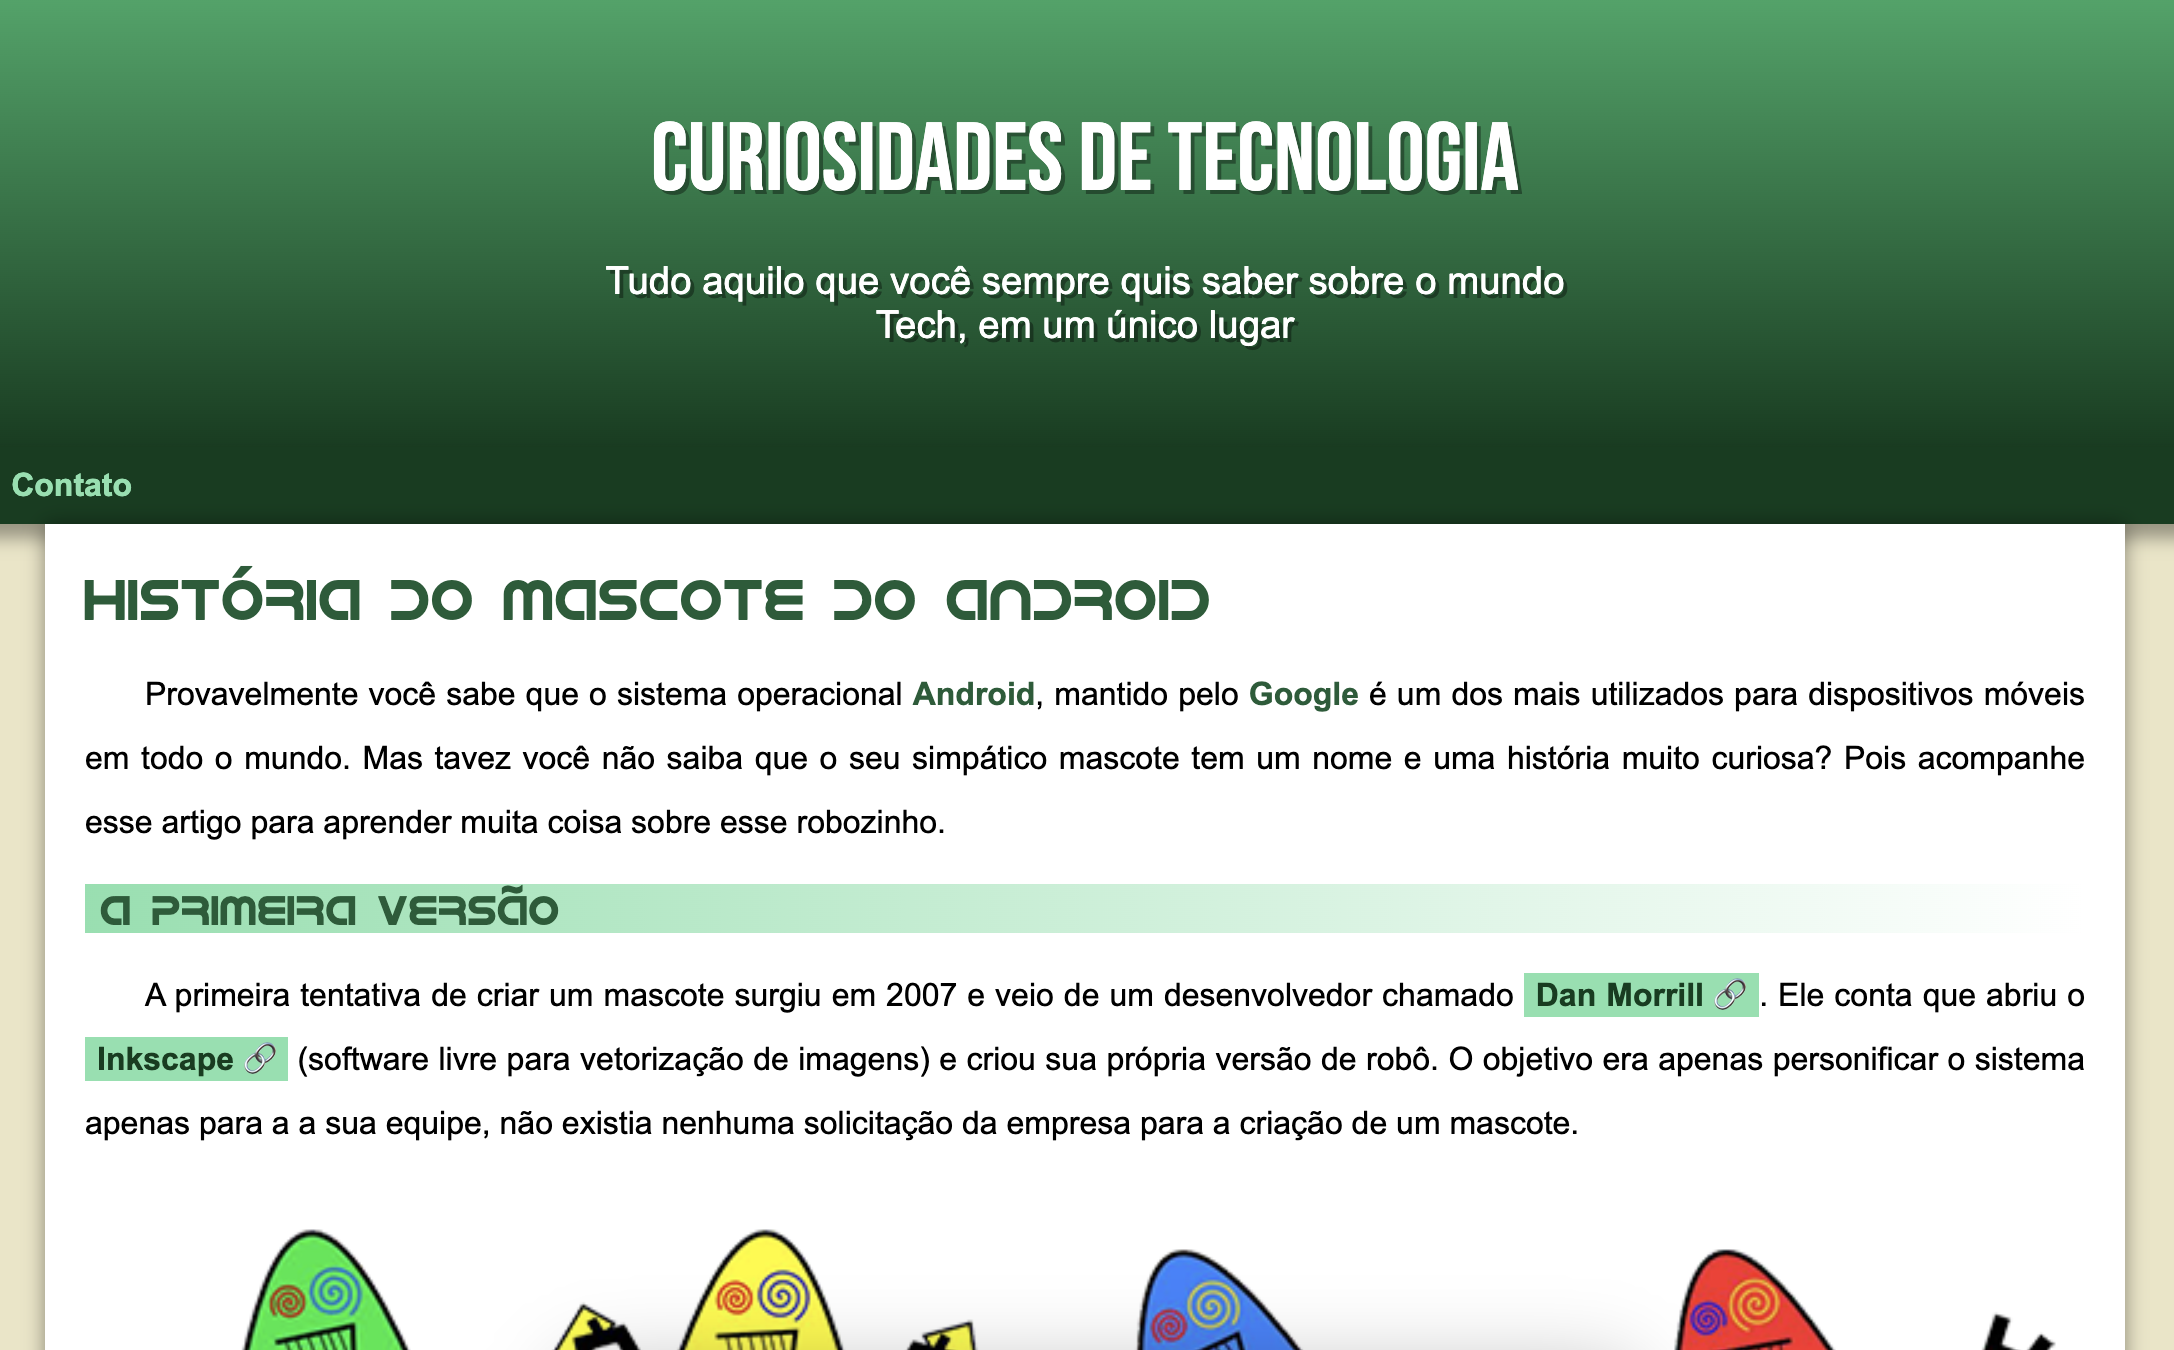 CURIOSIDADES DE TECNOLOGIA
Tudo aquilo que você sempre quis saber sobre o mundo
Tech, em um único lugar
Contato
HISTÓRIA DO MASCOTE DO ANDROID
Provavelmente você sabe que o sistema operacional Android, mantido pelo Google é um dos mais utilizados para dispositivos móveis
em todo o mundo. Mas tavez você não saiba que o seu simpático mascote tem um nome e uma história muito curiosa? Pois acompanhe
esse artigo para aprender muita coisa sobre esse robozinho.
A PRIMEIRA VERSÃO
A primeira tentativa de criar um mascote surgiu em 2007 e veio de um desenvolvedor chamado Dan Morrill 🔗. Ele conta que abriu o
Inkscape 🔗 (software livre para vetorização de imagens) e criou sua própria versão de robô. O objetivo era apenas personificar o sistema
apenas para a a sua equipe, não existia nenhuma solicitação da empresa para a criação de um mascote.